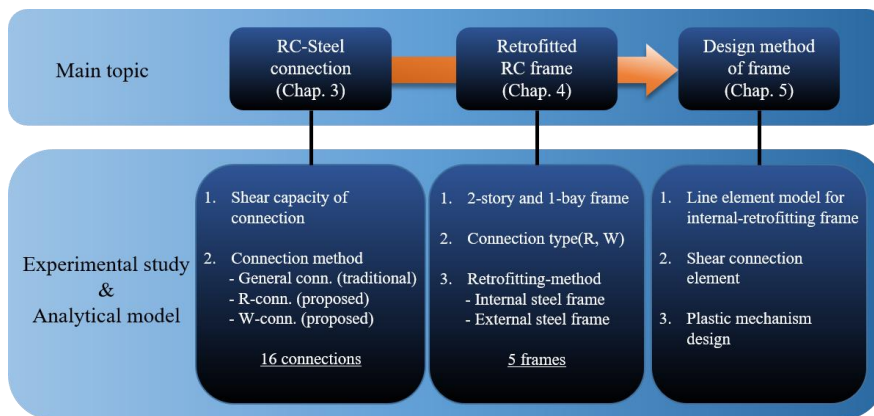 Main topic
RC-Steel
connection
(Chap. 3)
Retrofitted
RC frame
(Chap. 4)
Design method
of frame
(Chap. 5)
Experimental study
&
Analytical model
1. Shear capacity of
connection
2. Connection method
- General conn. (traditional)
- R-conn. (proposed)
- W-conn. (proposed)
16 connections
1. 2-story and 1-bay frame
2. Connection type(R, W)
3. Retrofitting-method
- Internal steel frame
- External steel frame
5 frames
1. Line element model for
internal-retrofitting frame
2. Shear connection
element
3. Plastic mechanism
design